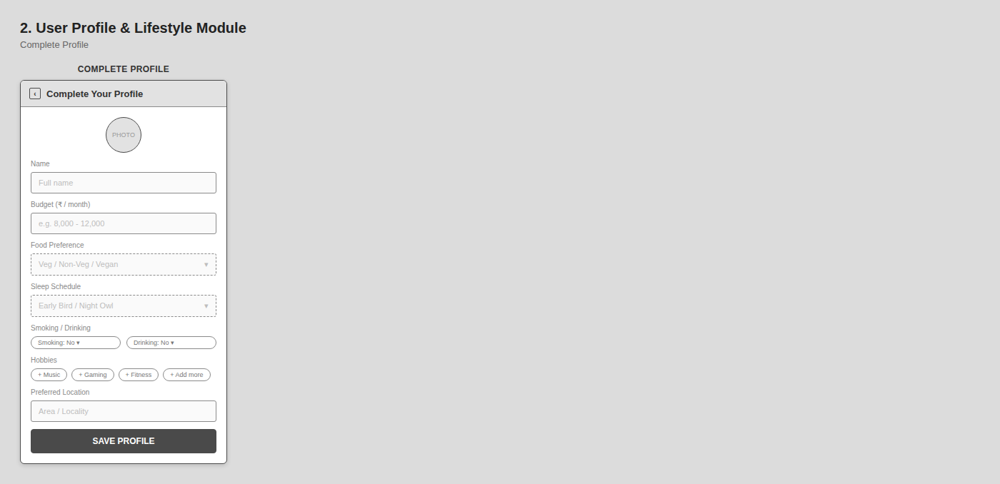 2. User Profile & Lifestyle Module
Complete Profile
COMPLETE PROFILE
‹ Complete Your Profile
PHOTO
Name
Full name
Budget (₹ / month)
e.g. 8,000 - 12,000
Food Preference
Veg / Non-Veg / Vegan ▾
Sleep Schedule
Early Bird / Night Owl ▾
Smoking / Drinking
Smoking: No ▾ Drinking: No ▾
Hobbies
+ Music + Gaming + Fitness + Add more
Preferred Location
Area / Locality
SAVE PROFILE